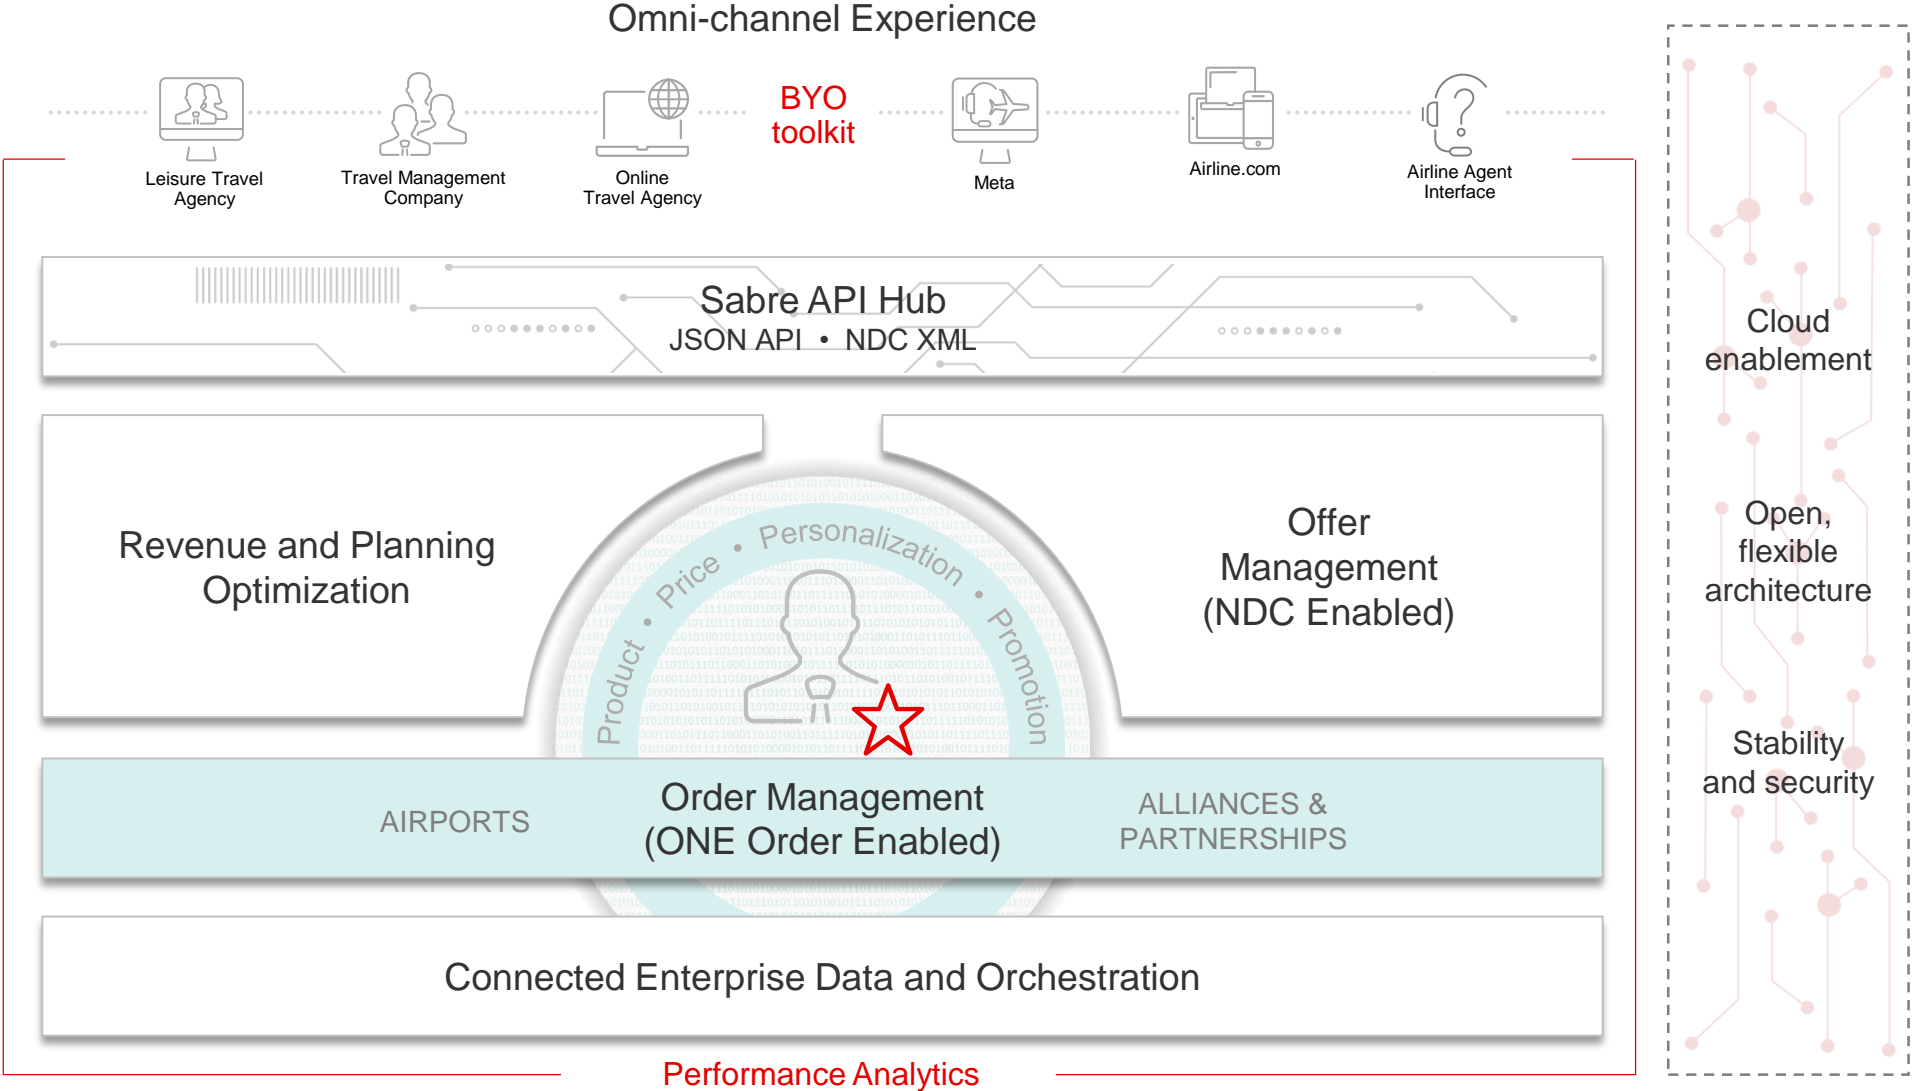 Omni-channel Experience
BYO
toolkit
Leisure Travel
Agency
Travel Management
Company
Online
Travel Agency
Meta
Airline.com
Airline Agent
Interface
Sabre API Hub
JSON API • NDC XML
Revenue and Planning
Optimization
Product • Price • Personalization • Promotion
Offer
Management
(NDC Enabled)
AIRPORTS
Order Management
(ONE Order Enabled)
ALLIANCES &
PARTNERSHIPS
Connected Enterprise Data and Orchestration
Performance Analytics
Cloud
enablement
Open,
flexible
architecture
Stability
and security